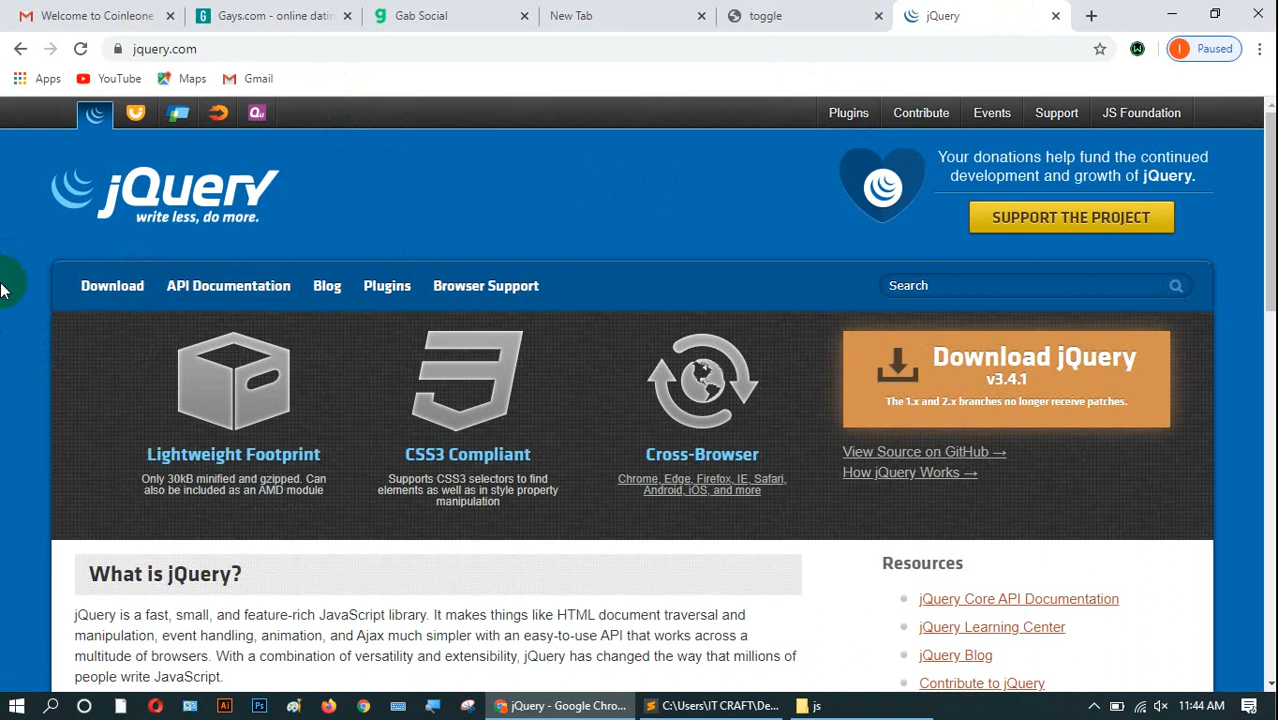 Welcome to Coinleone
Gays.com - online datin
Gab Social
New Tab
toggle
jQuery
jquery.com
Paused
Apps
YouTube
Maps
Gmail
Plugins
Contribute
Events
Support
JS Foundation
jQuery
write less, do more.
Your donations help fund the continued
development and growth of jQuery.
SUPPORT THE PROJECT
Download
API Documentation
Blog
Plugins
Browser Support
Search
Lightweight Footprint
Only 30kB minified and gzipped. Can
also be included as an AMD module
CSS3 Compliant
Supports CSS3 selectors to find
elements as well as in style property
manipulation
Cross-Browser
Chrome, Edge, Firefox, IE, Safari,
Android, iOS, and more
Download jQuery
v3.4.1
The 1.x and 2.x branches no longer receive patches.
View Source on GitHub →
How jQuery Works →
What is jQuery?
jQuery is a fast, small, and feature-rich JavaScript library. It makes things like HTML document traversal and
manipulation, event handling, animation, and Ajax much simpler with an easy-to-use API that works across a
multitude of browsers. With a combination of versatility and extensibility, jQuery has changed the way that millions of
people write JavaScript.
Resources
jQuery Core API Documentation
jQuery Learning Center
jQuery Blog
Contribute to jQuery
jQuery - Google Chro...
C:\Users\IT CRAFT\De...
js
11:44 AM